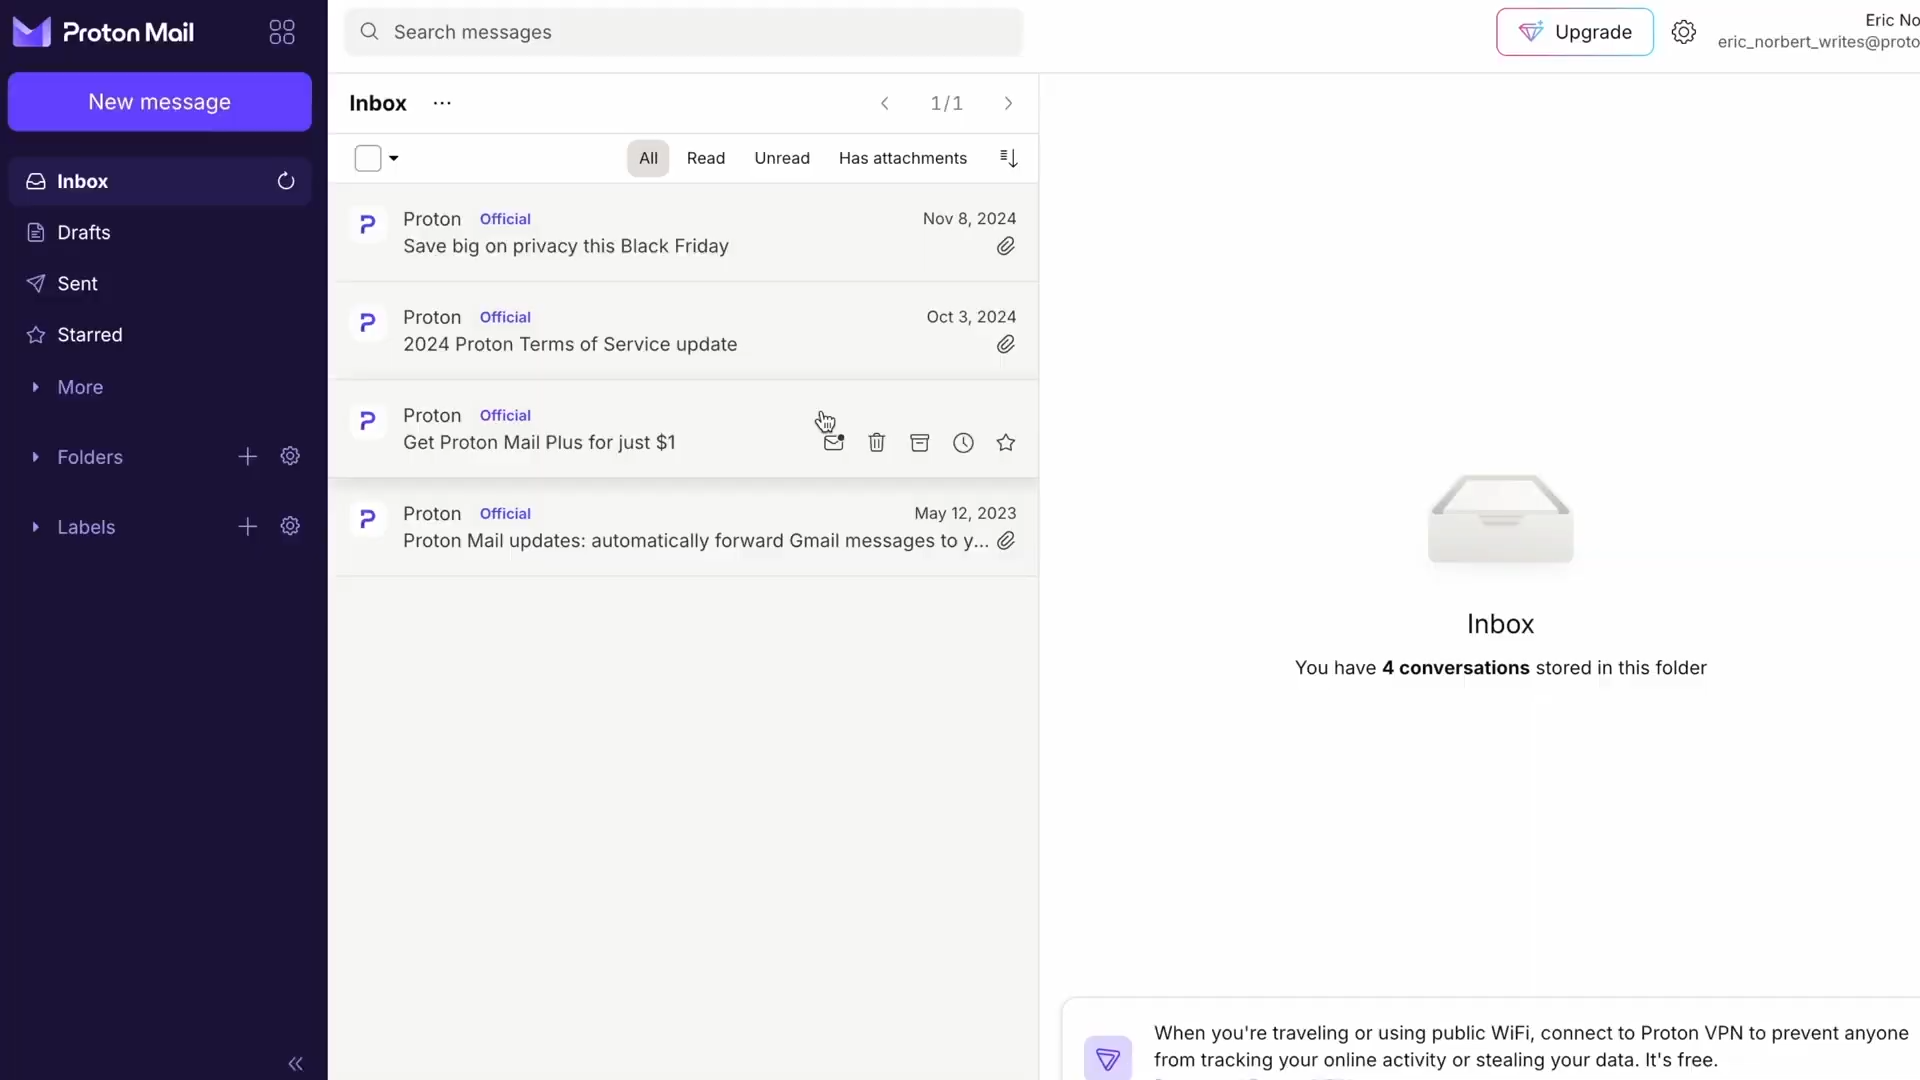 Proton Mail
Search messages
Upgrade
Eric No
eric_norbert_writes@proto
New message
Inbox
Drafts
Sent
Starred
More
Folders
Labels
Inbox
1/1
All
Read
Unread
Has attachments
Proton Official Nov 8, 2024
Save big on privacy this Black Friday
Proton Official Oct 3, 2024
2024 Proton Terms of Service update
Proton Official
Get Proton Mail Plus for just $1
Proton Official May 12, 2023
Proton Mail updates: automatically forward Gmail messages to y...
Inbox
You have 4 conversations stored in this folder
When you're traveling or using public WiFi, connect to Proton VPN to prevent anyone
from tracking your online activity or stealing your data. It's free.